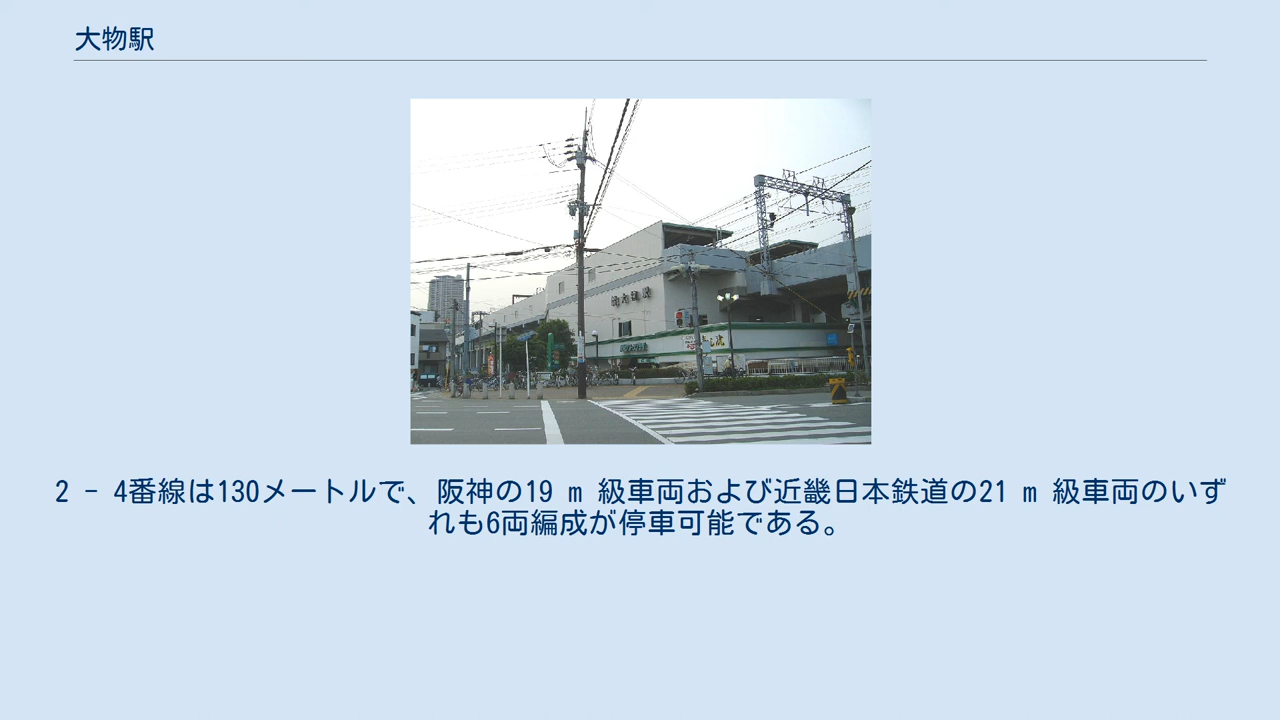 大物駅
2 - 4番線は130メートルで、阪神の19 m 級車両および近畿日本鉄道の21 m 級車両のいず
れも6両編成が停車可能である。